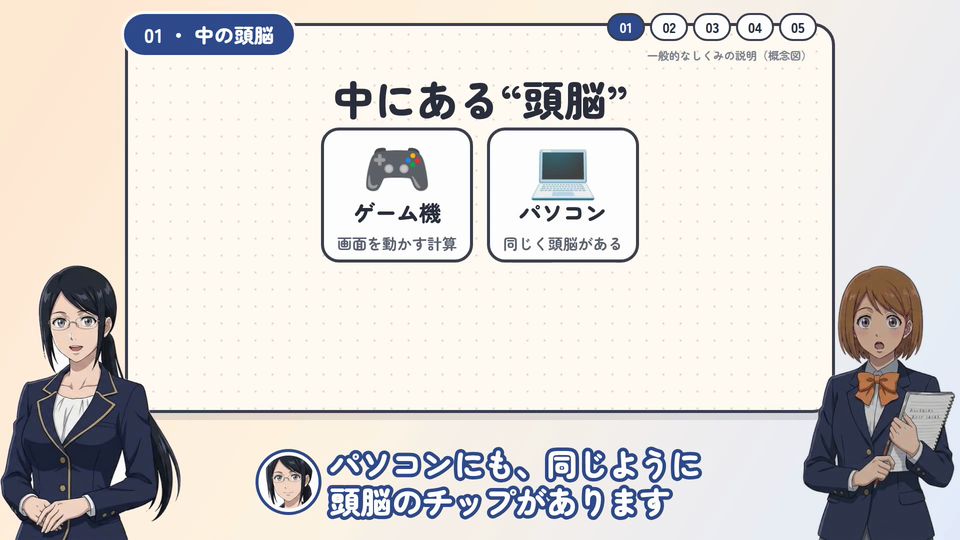 01 ・ 中の頭脳
01 02 03 04 05
一般的なしくみの説明（概念図）
中にある“頭脳”
ゲーム機
画面を動かす計算
パソコン
同じく頭脳がある
パソコンにも、同じように
頭脳のチップがあります